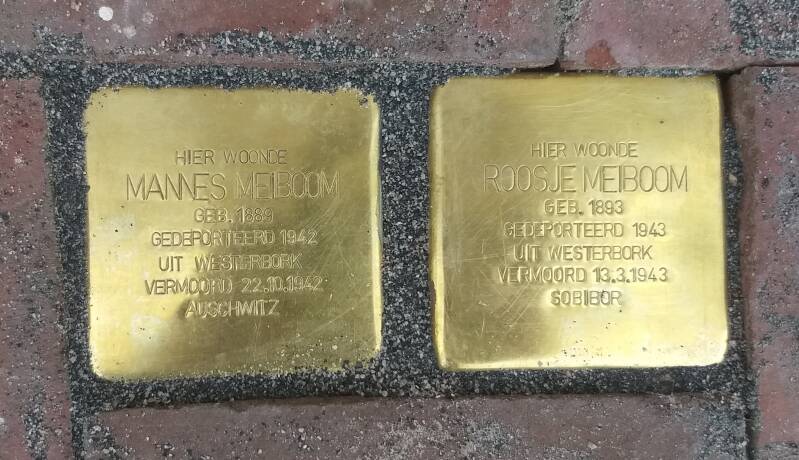 HIER WOONDE
MANNES MEIBOOM
GEB. 1889
GEDEPORTEERD 1942
UIT WESTERBORK
VERMOORD 22.10.1942
AUSCHWITZ
HIER WOONDE
ROOSJE MEIBOOM
GEB. 1893
GEDEPORTEERD 1943
UIT WESTERBORK
VERMOORD 13.3.1943
SOBIBOR